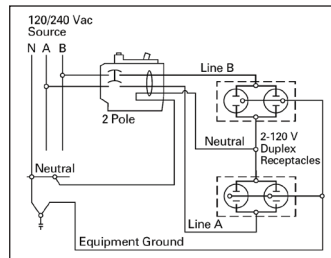 120/240 Vac
Source
N A B
2 Pole
Line B
Neutral
2-120 V
Duplex
Receptacles
Neutral
Line A
Equipment Ground